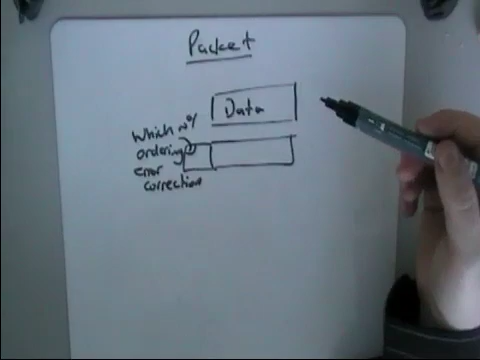 Packet
Data
Which nº
ordering
error
correction